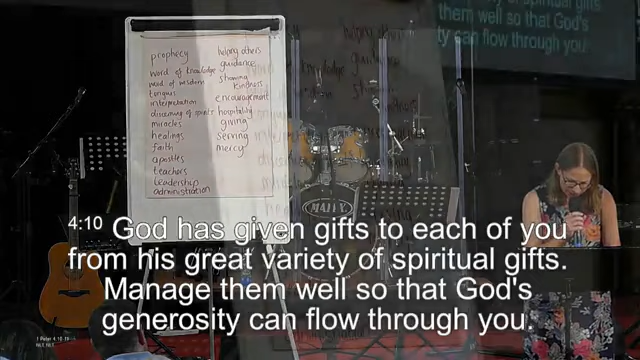 spiritual gifts
them well so that God's
can flow through you.
prophecy
word of knowledge
word of wisdom
tongues
interpretation
discerning of spirits
miracles
healings
faith
apostles
teachers
leadership
administration
helping others
guidance
showing
kindness
encouragement
hospitality
giving
serving
mercy
4:10 God has given gifts to each of you
from his great variety of spiritual gifts.
Manage them well so that God's
generosity can flow through you.